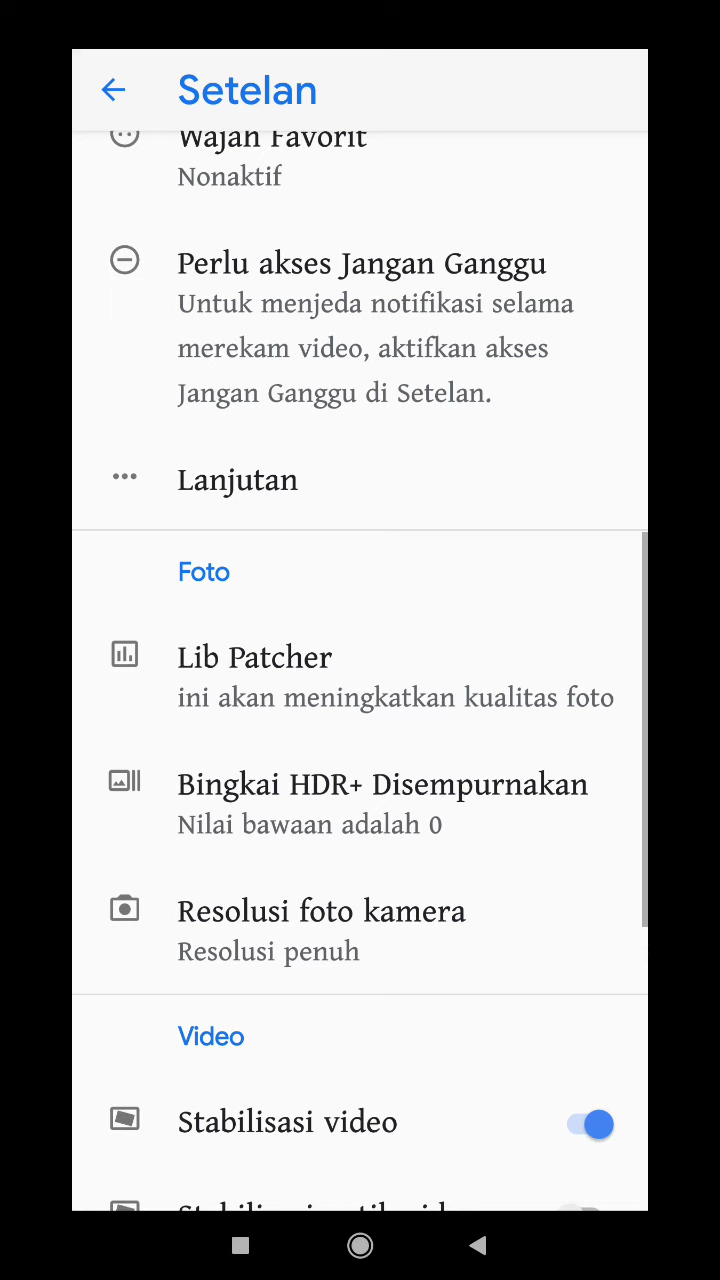 Setelan
Wajah Favorit
Nonaktif
Perlu akses Jangan Ganggu
Untuk menjeda notifikasi selama
merekam video, aktifkan akses
Jangan Ganggu di Setelan.
Lanjutan
Foto
Lib Patcher
ini akan meningkatkan kualitas foto
Bingkai HDR+ Disempurnakan
Nilai bawaan adalah 0
Resolusi foto kamera
Resolusi penuh
Video
Stabilisasi video